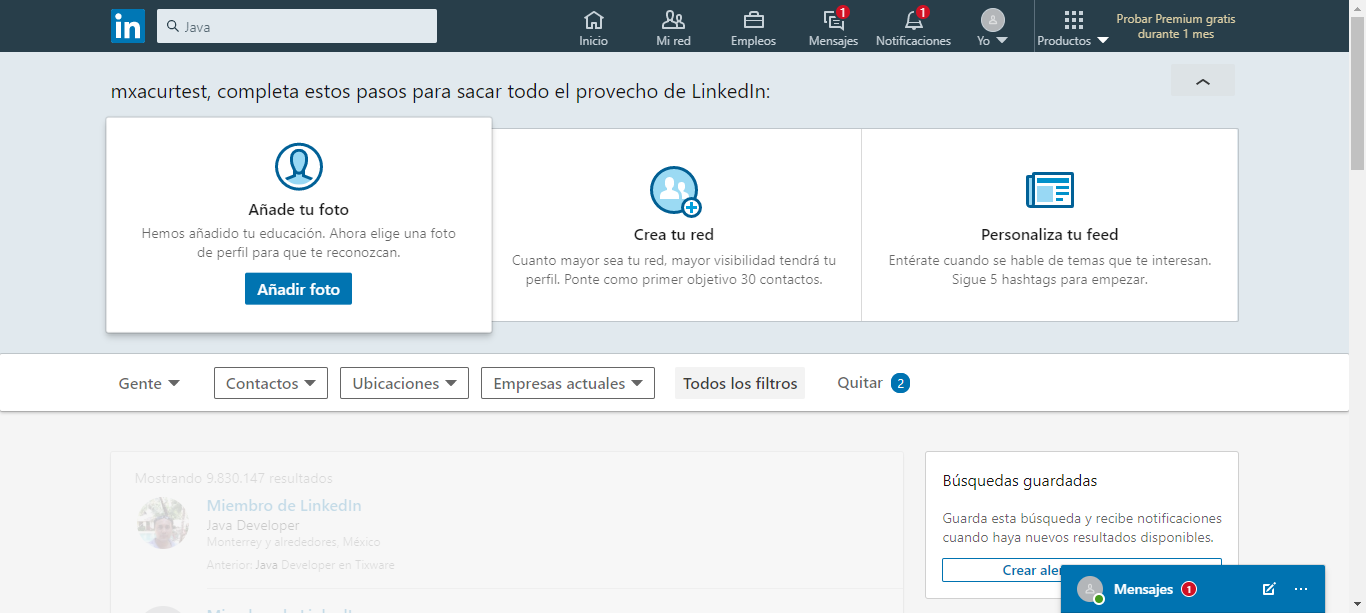 in
Java
Inicio
Mi red
Empleos
1
Mensajes
1
Notificaciones
Yo
Productos
Probar Premium gratis
durante 1 mes
mxacurtest, completa estos pasos para sacar todo el provecho de LinkedIn:
Añade tu foto
Hemos añadido tu educación. Ahora elige una foto
de perfil para que te reconozcan.
Añadir foto
Crea tu red
Cuanto mayor sea tu red, mayor visibilidad tendrá tu
perfil. Ponte como primer objetivo 30 contactos.
Personaliza tu feed
Entérate cuando se hable de temas que te interesan.
Sigue 5 hashtags para empezar.
Gente
Contactos
Ubicaciones
Empresas actuales
Todos los filtros
Quitar 2
Mostrando 9.830.147 resultados
Miembro de LinkedIn
Java Developer
Monterrey y alrededores, México
Anterior: Java Developer en Tixware
Búsquedas guardadas
Guarda esta búsqueda y recibe notificaciones
cuando haya nuevos resultados disponibles.
Crear aler
Mensajes 1